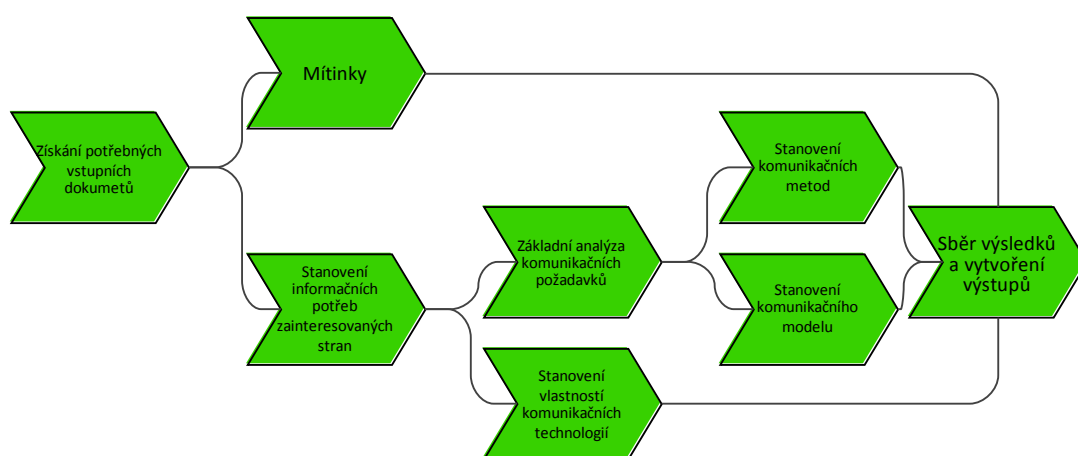 Mítinky
Získání potřebných
vstupních
dokumetů
Stanovení
informačních
potřeb
zainteresovaných
stran
Základní analýza
komunikačních
požadavků
Stanovení
vlastností
komunikačních
technologií
Stanovení
komunikačních
metod
Stanovení
komunikačního
modelu
Sběr výsledků
a vytvoření
výstupů